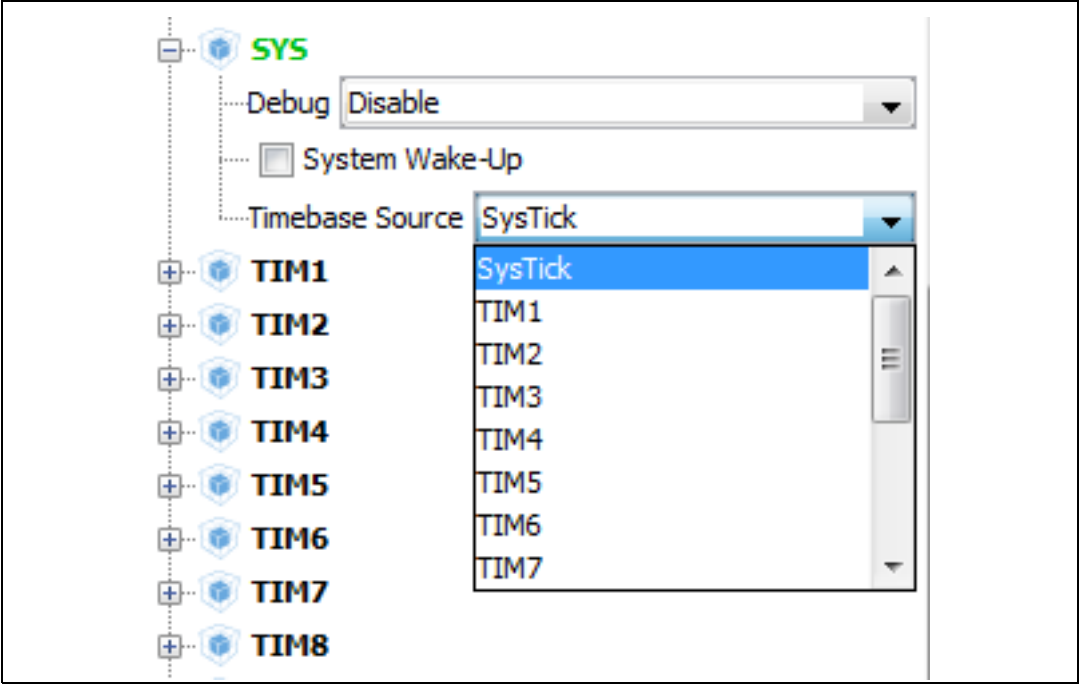 SYS
Debug Disable
System Wake-Up
Timebase Source SysTick
SysTick
TIM1
TIM2
TIM3
TIM4
TIM5
TIM6
TIM7
TIM1
TIM2
TIM3
TIM4
TIM5
TIM6
TIM7
TIM8